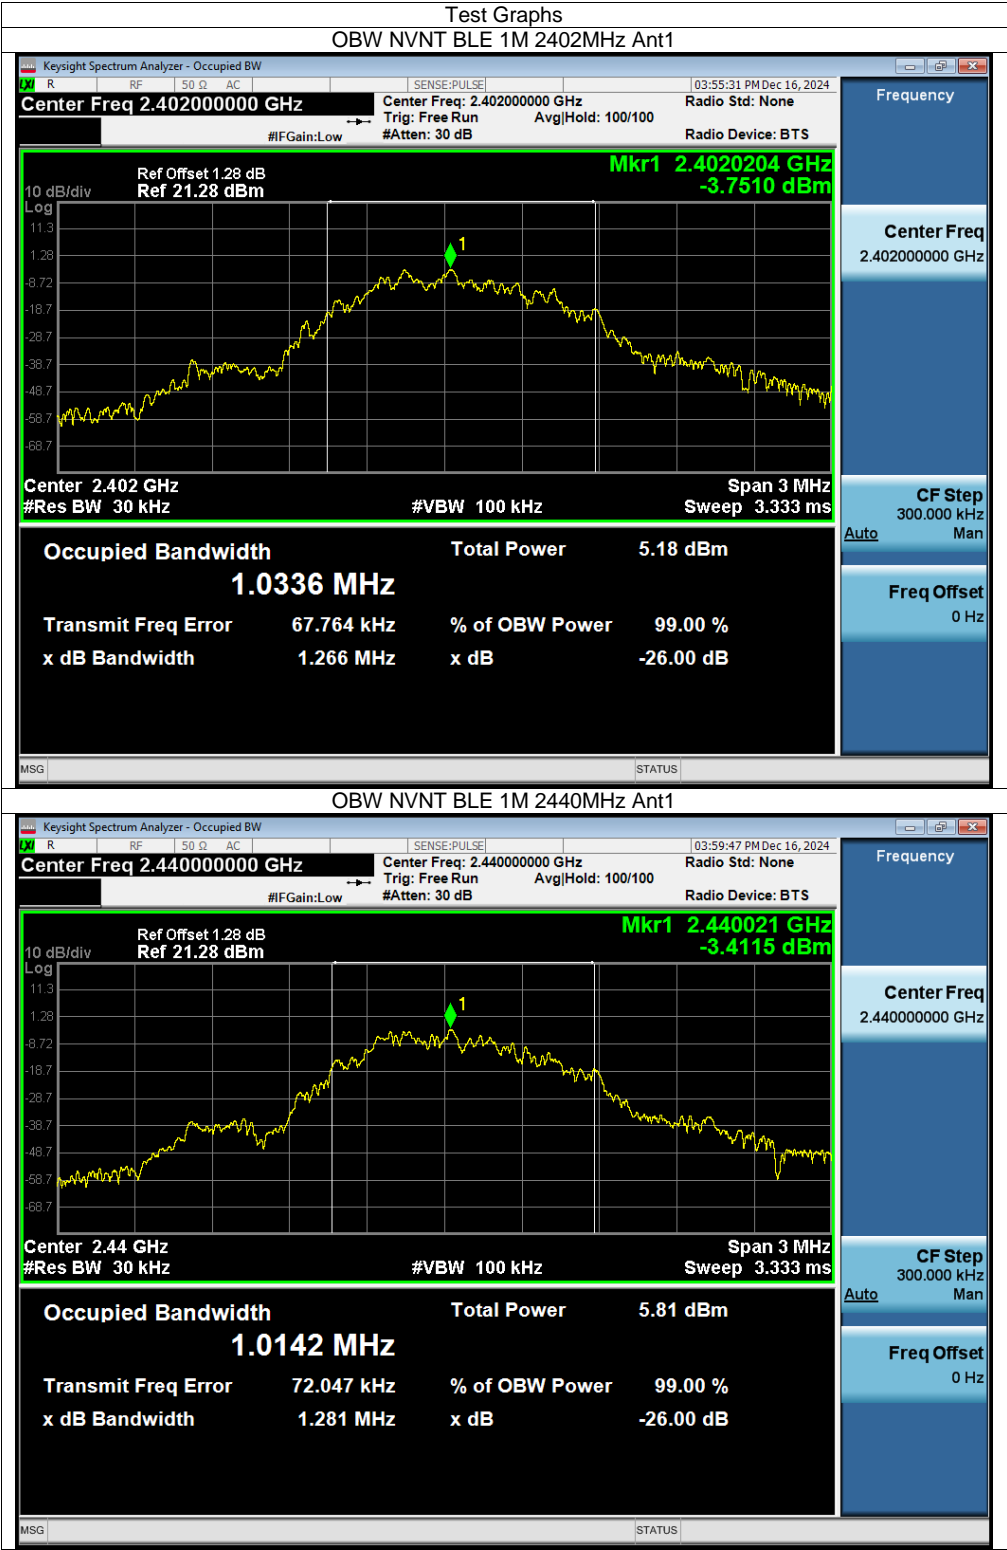 Test Graphs
OBW NVNT BLE 1M 2402MHz Ant1
Keysight Spectrum Analyzer - Occupied BW
LXI R RF 50 Ω AC SENSE:PULSE 03:55:31 PM Dec 16, 2024
Center Freq 2.402000000 GHz
Center Freq: 2.402000000 GHz Radio Std: None
Trig: Free Run Avg|Hold: 100/100
#IFGain:Low #Atten: 30 dB Radio Device: BTS
Frequency
Mkr1 2.4020204 GHz
-3.7510 dBm
Ref Offset 1.28 dB
10 dB/div Ref 21.28 dBm
Log
11.3
1.28
-8.72
-18.7
-28.7
-38.7
-48.7
-58.7
-68.7
1
Center Freq
2.402000000 GHz
Center 2.402 GHz Span 3 MHz
#Res BW 30 kHz #VBW 100 kHz Sweep 3.333 ms
CF Step
300.000 kHz
Auto Man
Freq Offset
0 Hz
Occupied Bandwidth Total Power 5.18 dBm
1.0336 MHz
Transmit Freq Error 67.764 kHz % of OBW Power 99.00 %
x dB Bandwidth 1.266 MHz x dB -26.00 dB
MSG STATUS
OBW NVNT BLE 1M 2440MHz Ant1
Keysight Spectrum Analyzer - Occupied BW
LXI R RF 50 Ω AC SENSE:PULSE 03:59:47 PM Dec 16, 2024
Center Freq 2.440000000 GHz
Center Freq: 2.440000000 GHz Radio Std: None
Trig: Free Run Avg|Hold: 100/100
#IFGain:Low #Atten: 30 dB Radio Device: BTS
Frequency
Mkr1 2.440021 GHz
-3.4115 dBm
Ref Offset 1.28 dB
10 dB/div Ref 21.28 dBm
Log
11.3
1.28
-8.72
-18.7
-28.7
-38.7
-48.7
-58.7
-68.7
1
Center Freq
2.440000000 GHz
Center 2.44 GHz Span 3 MHz
#Res BW 30 kHz #VBW 100 kHz Sweep 3.333 ms
CF Step
300.000 kHz
Auto Man
Freq Offset
0 Hz
Occupied Bandwidth Total Power 5.81 dBm
1.0142 MHz
Transmit Freq Error 72.047 kHz % of OBW Power 99.00 %
x dB Bandwidth 1.281 MHz x dB -26.00 dB
MSG STATUS